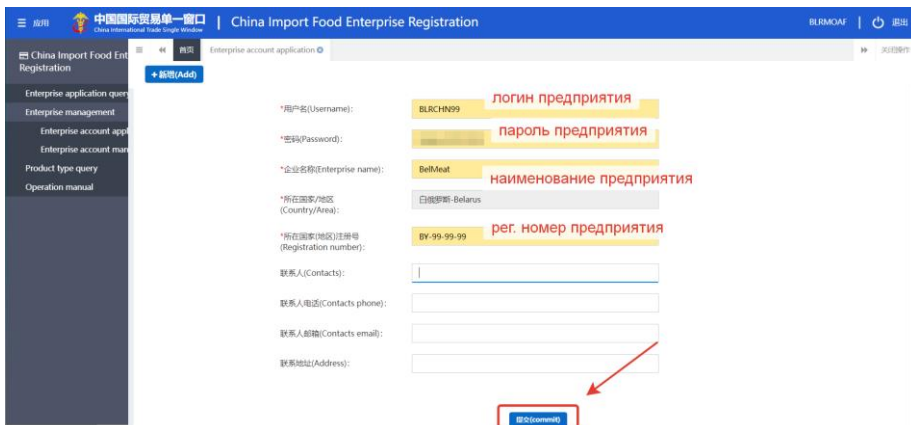 ☰ 应用 中国国际贸易单一窗口 | China Import Food Enterprise Registration BLRMOAF | 退出
China International Trade Single Window
China Import Food Ent
Registration
首页 Enterprise account application
+新增(Add)
Enterprise application query
Enterprise management
Enterprise account appl
Enterprise account man
Product type query
Operation manual
*用户名(Username): BLRCHN99 логин предприятия
*密码(Password): пароль предприятия
*企业名称(Enterprise name): BelMeat наименование предприятия
*所在国家/地区
(Country/Area): 白俄罗斯-Belarus
*所在国家(地区)注册号
(Registration number): BY-99-99-99 рег. номер предприятия
联系人(Contacts):
联系人电话(Contacts phone):
联系人邮箱(Contacts email):
联系地址(Address):
提交(commit)